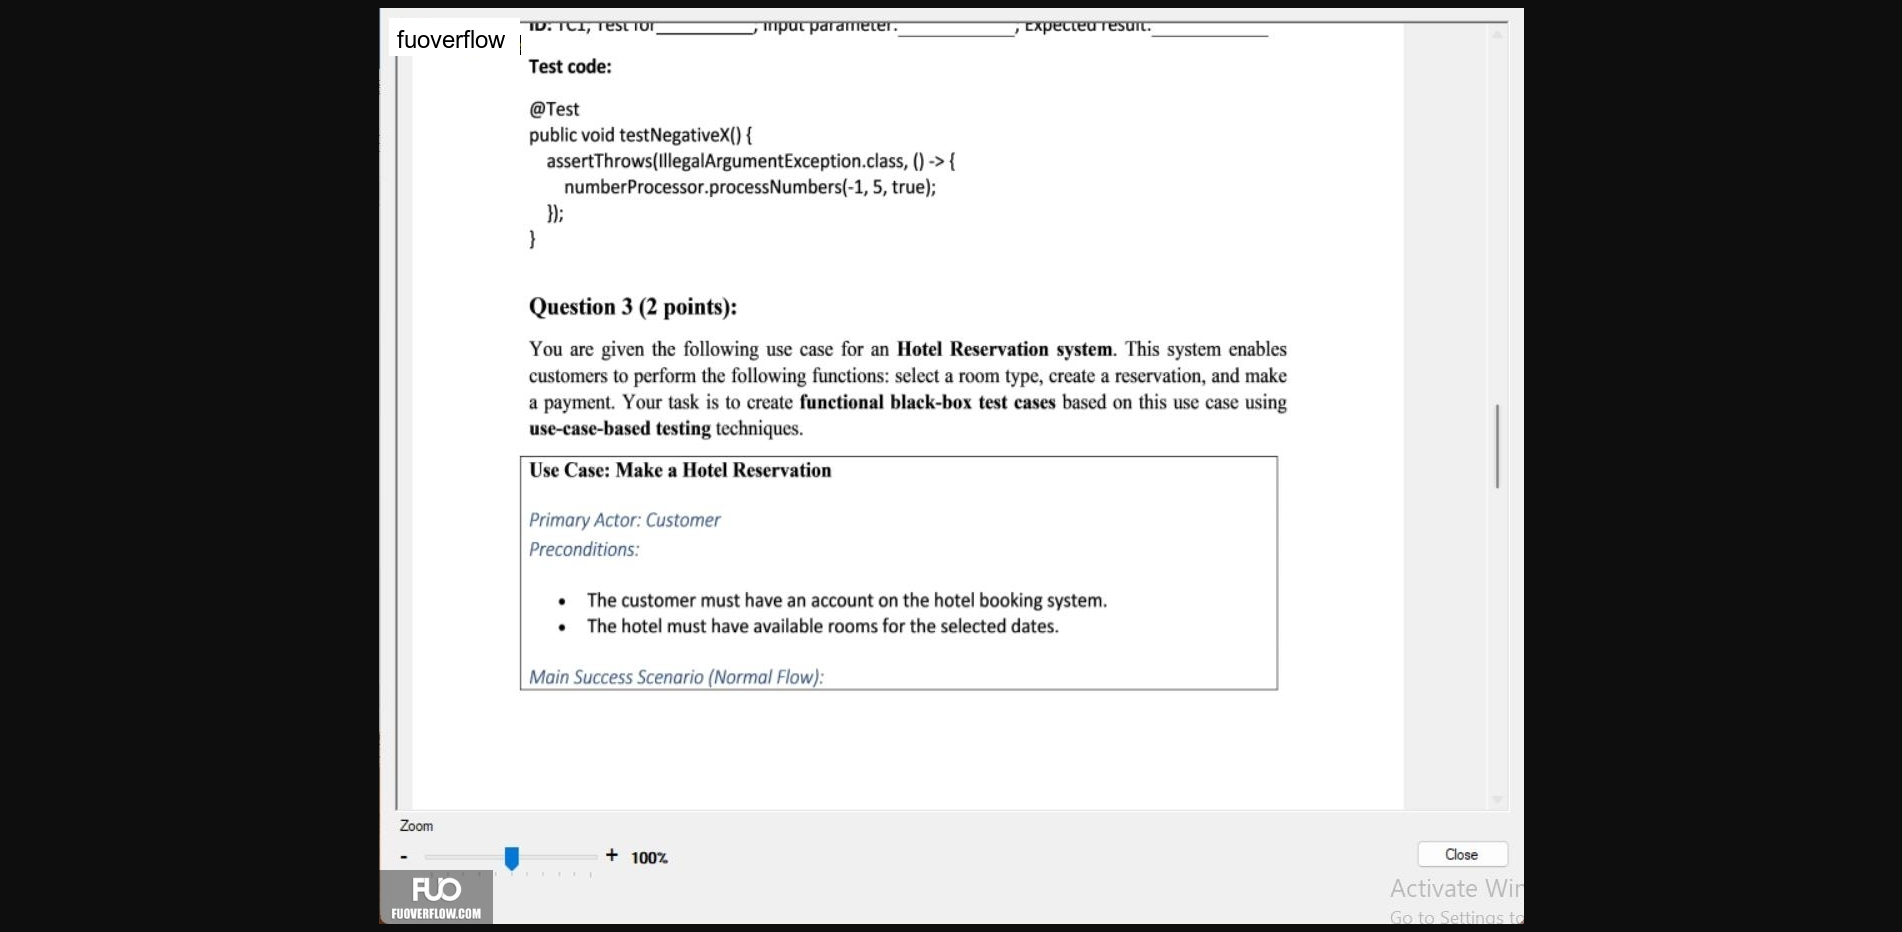 fuoverflow
ID: TC1, Test for__________, Input parameter:__________, Expected result:__________
Test code:
@Test
public void testNegativeX() {
assertThrows(IllegalArgumentException.class, () -> {
numberProcessor.processNumbers(-1, 5, true);
});
}
Question 3 (2 points):
You are given the following use case for an Hotel Reservation system. This system enables
customers to perform the following functions: select a room type, create a reservation, and make
a payment. Your task is to create functional black-box test cases based on this use case using
use-case-based testing techniques.
Use Case: Make a Hotel Reservation
Primary Actor: Customer
Preconditions:
• The customer must have an account on the hotel booking system.
• The hotel must have available rooms for the selected dates.
Main Success Scenario (Normal Flow):
Zoom
- + 100%
Close
FUO
FUOVERFLOW.COM
Activate Win
Go to Settings to